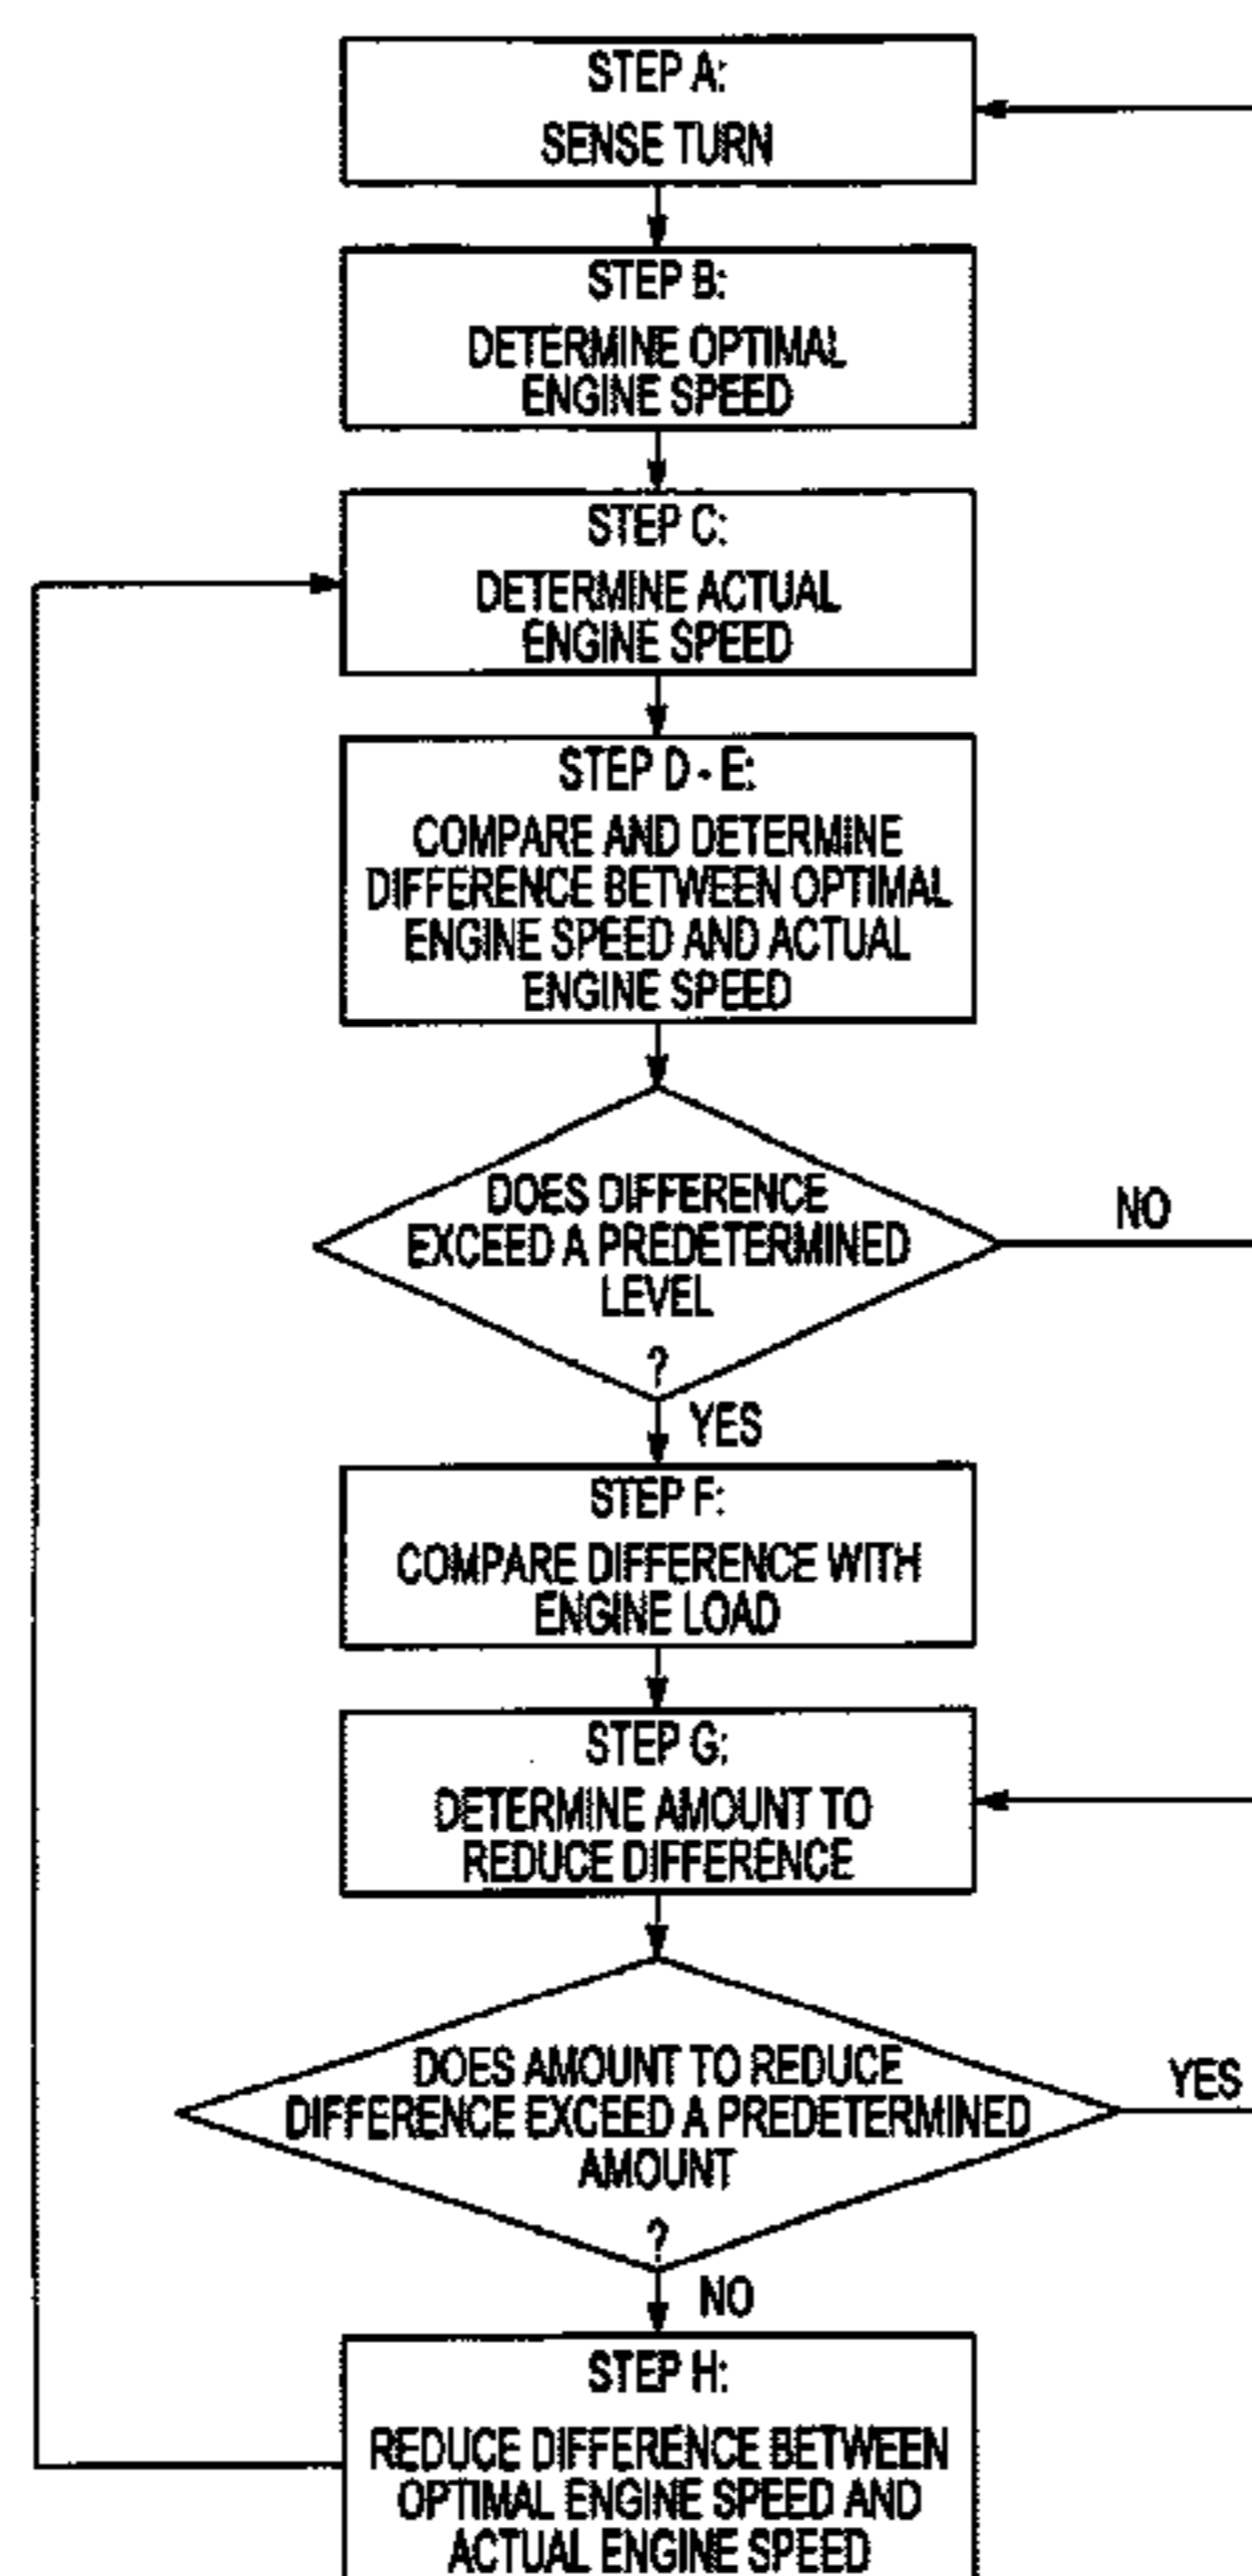 STEP A:
SENSE TURN
STEP B:
DETERMINE OPTIMAL
ENGINE SPEED
STEP C:
DETERMINE ACTUAL
ENGINE SPEED
STEP D - E:
COMPARE AND DETERMINE
DIFFERENCE BETWEEN OPTIMAL
ENGINE SPEED AND ACTUAL
ENGINE SPEED
DOES DIFFERENCE
EXCEED A PREDETERMINED
LEVEL
?
NO
YES
STEP F:
COMPARE DIFFERENCE WITH
ENGINE LOAD
STEP G:
DETERMINE AMOUNT TO
REDUCE DIFFERENCE
DOES AMOUNT TO REDUCE
DIFFERENCE EXCEED A PREDETERMINED
AMOUNT
?
YES
NO
STEP H:
REDUCE DIFFERENCE BETWEEN
OPTIMAL ENGINE SPEED AND
ACTUAL ENGINE SPEED